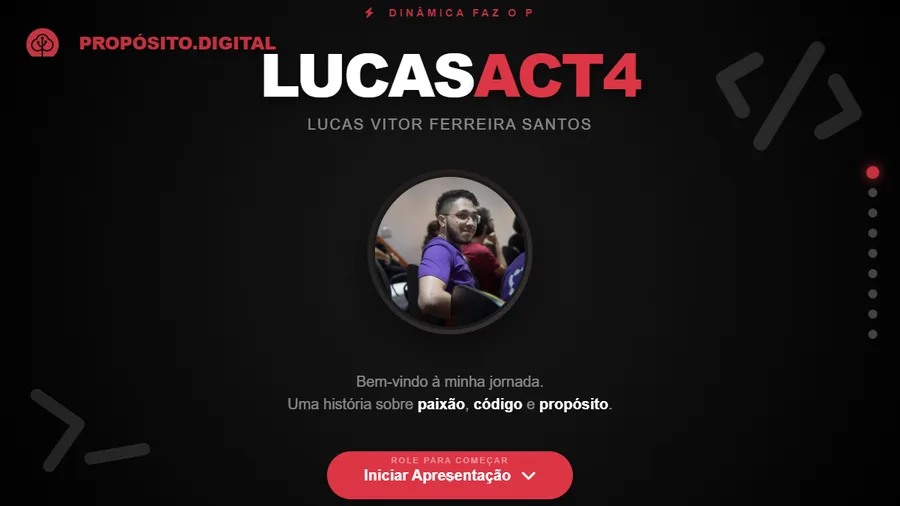 DINÂMICA FAZ O P
PROPÓSITO.DIGITAL
LUCASACT4
LUCAS VITOR FERREIRA SANTOS
Bem-vindo à minha jornada.
Uma história sobre paixão, código e propósito.
ROLE PARA COMEÇAR
Iniciar Apresentação